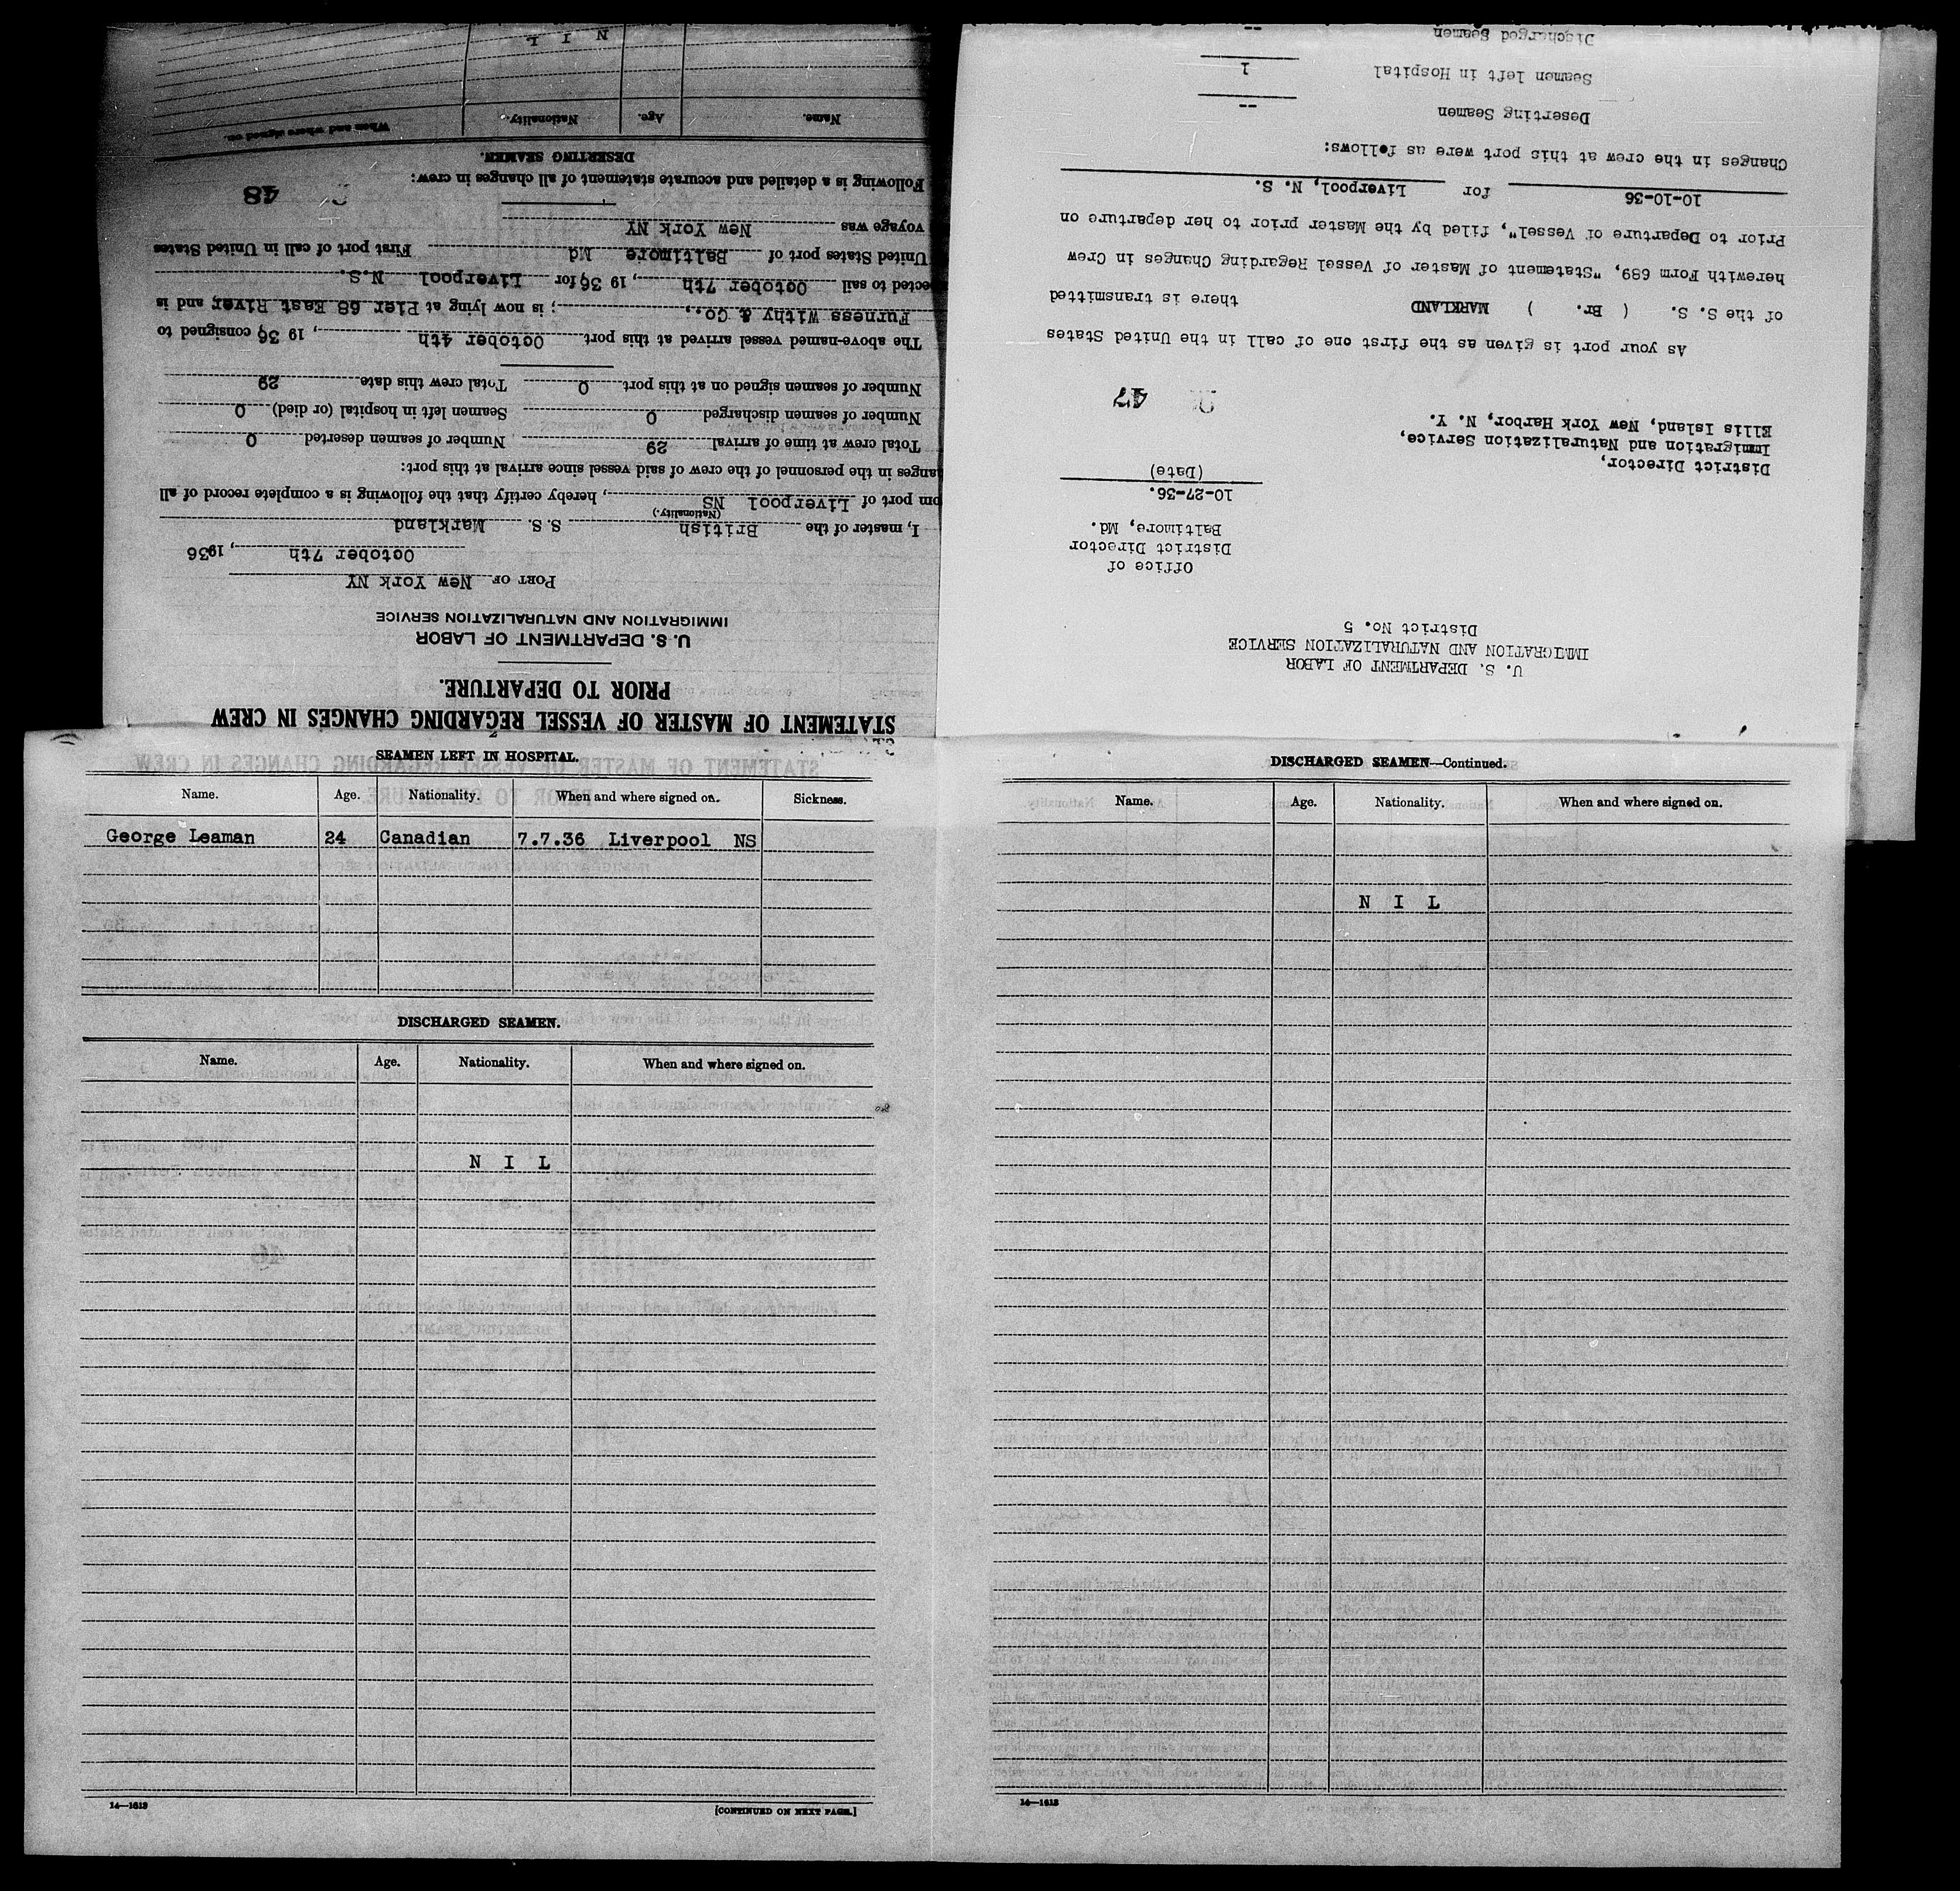 STATEMENT OF MASTER OF VESSEL REGARDING CHANGES IN CREW
PRIOR TO DEPARTURE.
U. S. DEPARTMENT OF LABOR
IMMIGRATION AND NATURALIZATION SERVICE
PORT OF New York NY
October 7th, 1936
I, master of the British S.S. Markland
(Nationality.)
om port of Liverpool NS, hereby certify that the following is a complete record of all
anges in the personnel of the crew of said vessel since arrival at this port:
Total crew at time of arrival 29 Number of seamen deserted 0
Number of seamen discharged 0 Seamen left in hospital (or died) 0
Number of seamen signed on at this port 0 Total crew this date 29
The above-named vessel arrived at this port October 4th, 1936 consigned to
Furness Withy & Co.,; is now lying at Pier 68 East River, and is
ected to sail October 7th, 1936 for Liverpool N.S.
United States port of Baltimore Md First port of call in United States
voyage was New York NY
48
Following is a detailed and accurate statement of all changes in crew:
DESERTING SEAMEN.
Name. Age. Nationality. When and where signed on.
N I L
U. S. DEPARTMENT OF LABOR
IMMIGRATION AND NATURALIZATION SERVICE
District No. 5
Office of
District Director
Baltimore, Md.
10-27-36.
(Date)
District Director,
Immigration and Naturalization Service,
Ellis Island, New York Harbor, N. Y.
47
As your port is given as the first one of call in the United States
of the S. S. ( Br. ) MARKLAND there is transmitted
herewith Form 689, "Statement of Master of Vessel Regarding Changes in Crew
Prior to Departure of Vessel", filed by the Master prior to her departure on
10-10-36 for Liverpool, N. S.
Changes in the crew at this port were as follows:
Deserting Seamen --
Seamen left in Hospital 1
Discharged Seamen --
SEAMEN LEFT IN HOSPITAL.
Name. Age. Nationality. When and where signed on. Sickness.
George Leaman 24 Canadian 7.7.36 Liverpool NS
DISCHARGED SEAMEN.
Name. Age. Nationality. When and where signed on.
N I L
14—1613
[CONTINUED ON NEXT PAGE.]
DISCHARGED SEAMEN—Continued.
Name. Age. Nationality. When and where signed on.
N I L
14—1613